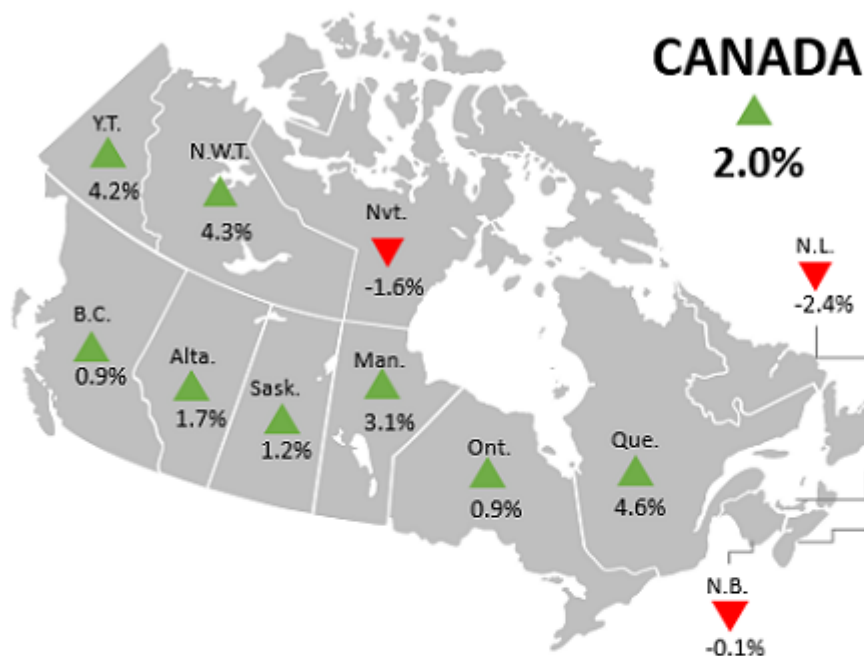 CANADA
2.0%
Y.T.
4.2%
N.W.T.
4.3%
Nvt.
-1.6%
N.L.
-2.4%
B.C.
0.9%
Alta.
1.7%
Sask.
1.2%
Man.
3.1%
Ont.
0.9%
Que.
4.6%
N.B.
-0.1%